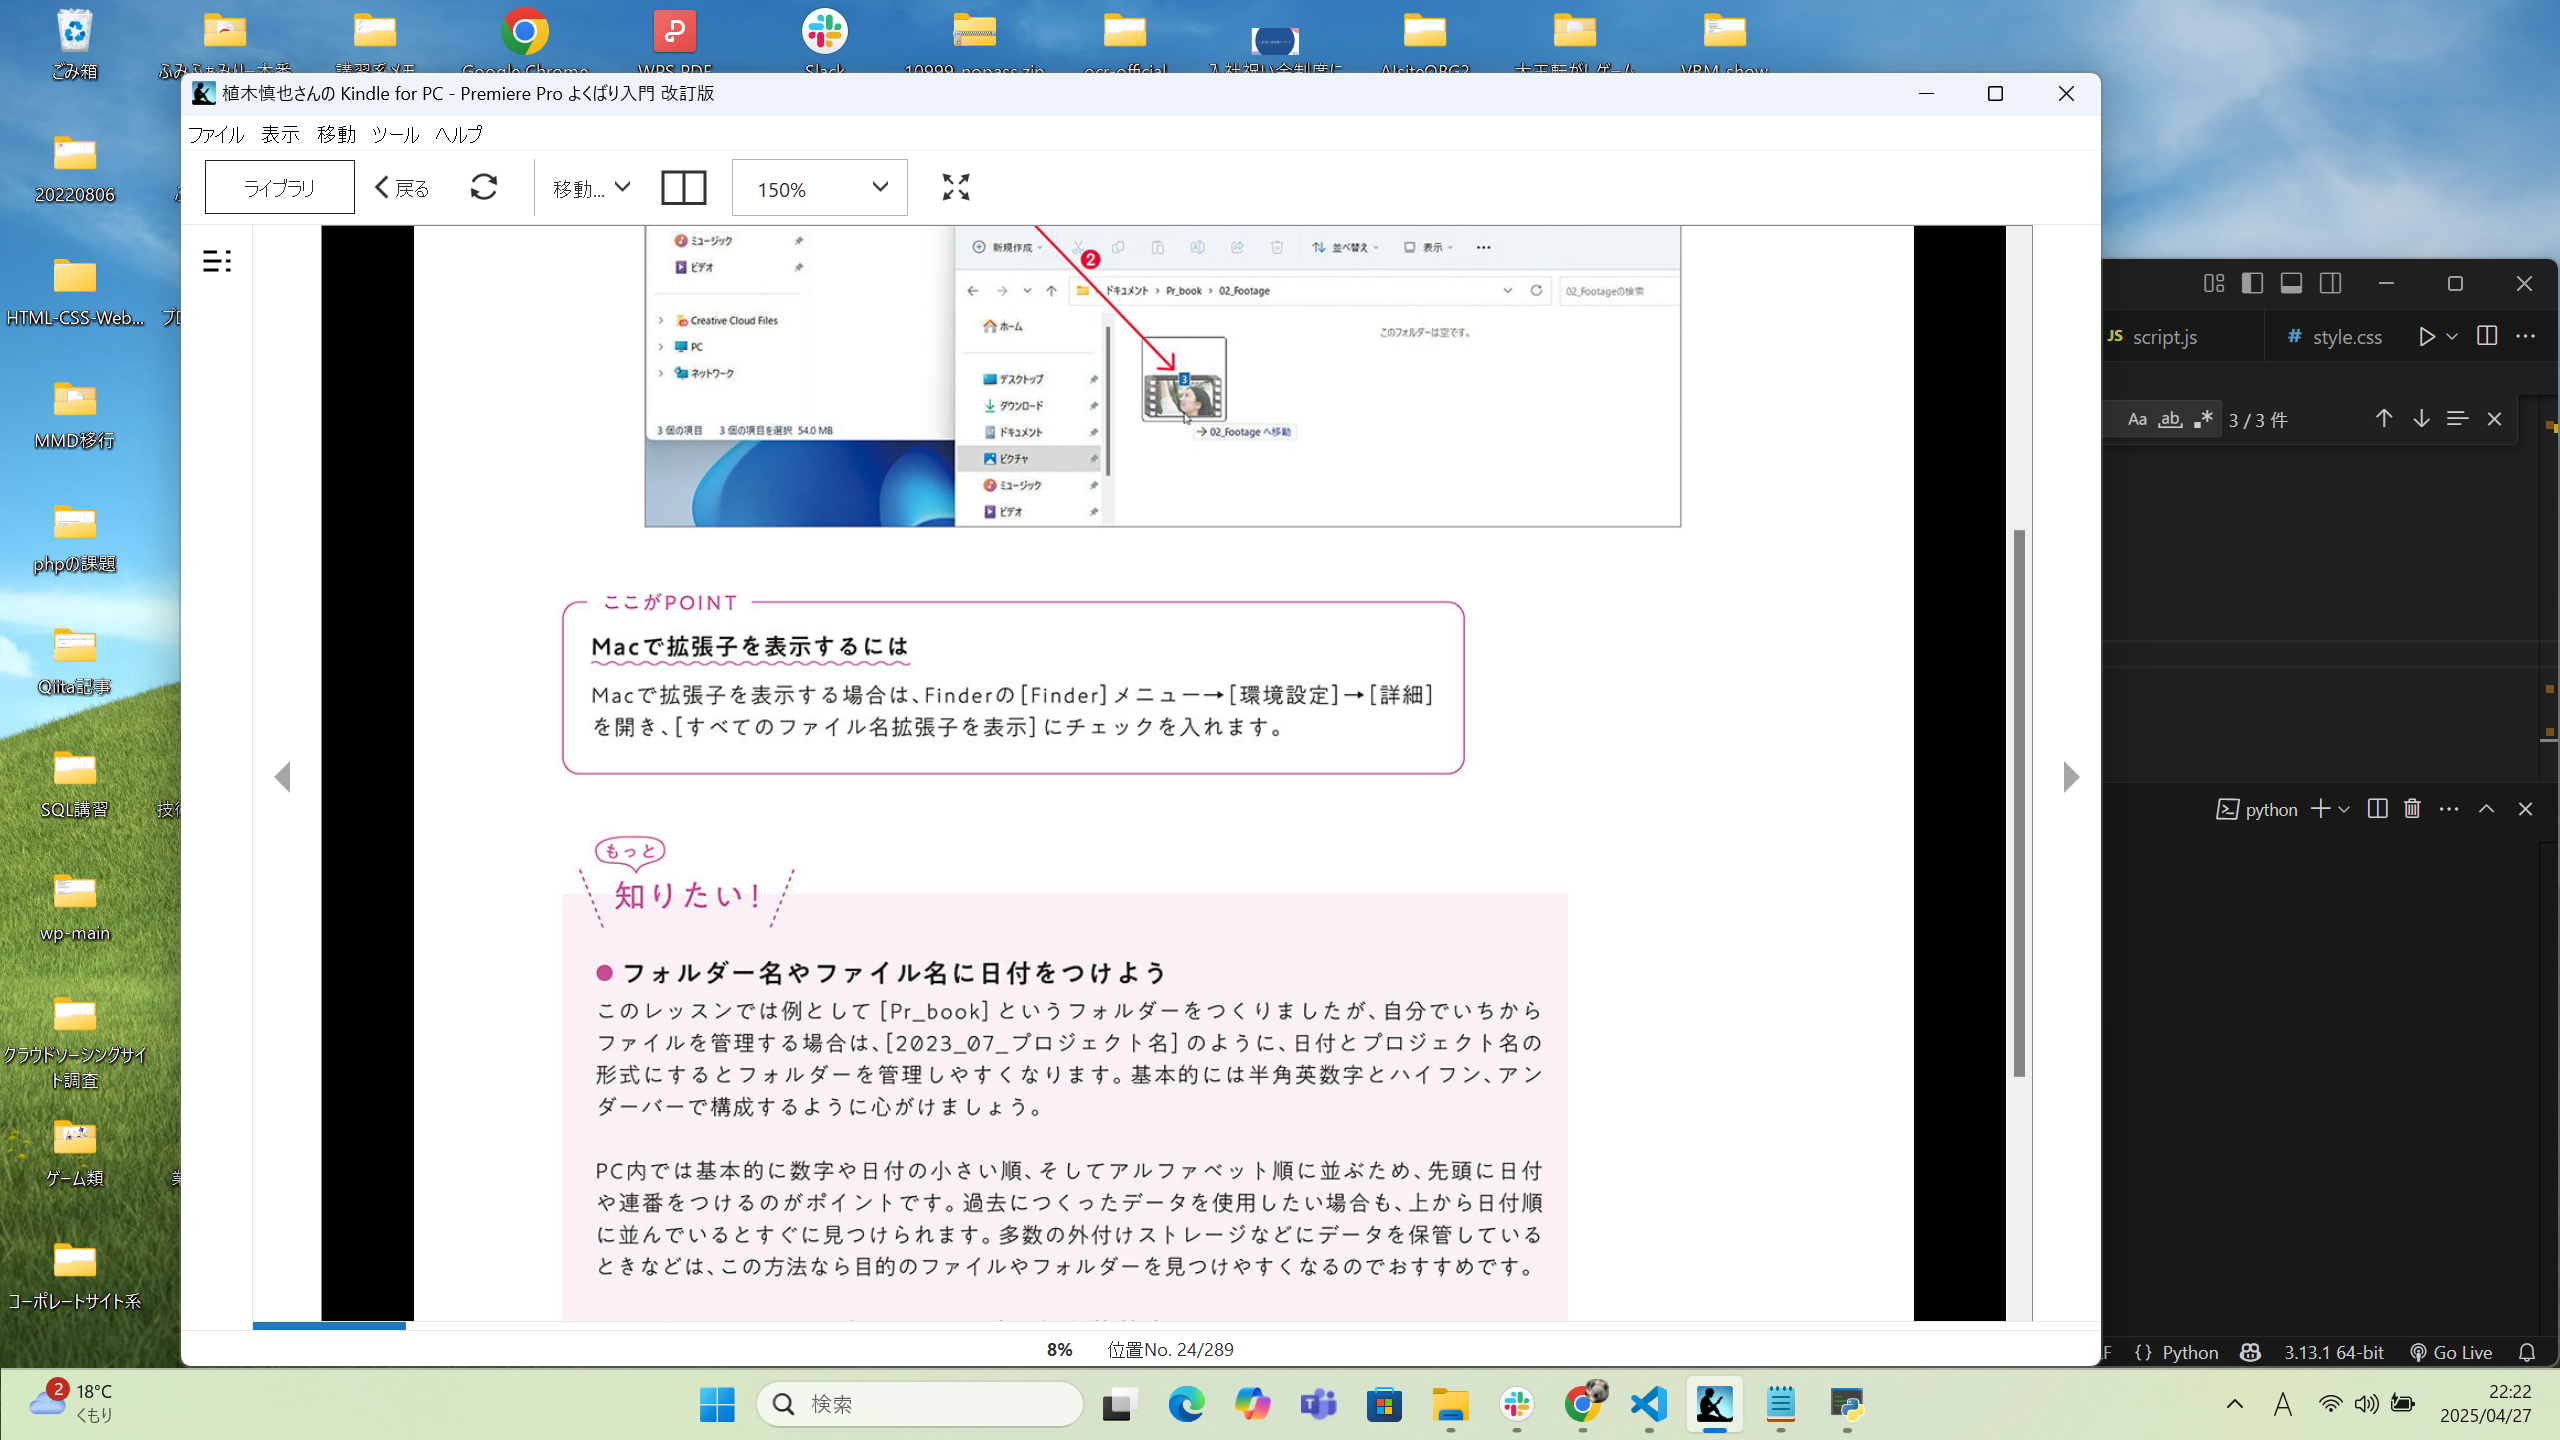 ごみ箱
Google Chrome
WPS PDF
Slack
10999_nopass.zip
ocr-official
AIsiteORG2
VRM-show
20220806
HTML-CSS-Web...
MMD移行
phpの課題
Qiita記事
SQL講習
wp-main
クラウドソーシングサイ
ト調査
ゲーム類
コーポレートサイト系
植木慎也さんの Kindle for PC - Premiere Pro よくばり入門 改訂版
ファイル 表示 移動 ツール ヘルプ
ライブラリ
戻る
移動...
150%
ミュージック
ビデオ
Creative Cloud Files
PC
ネットワーク
3 個の項目 3 個の項目を選択 54.0 MB
新規作成
並べ替え
表示
2
ドキュメント › Pr_book › 02_Footage
02_Footageの検索
ホーム
このフォルダーは空です。
デスクトップ
ダウンロード
ドキュメント
ピクチャ
ミュージック
ビデオ
3
→ 02_Footage へ移動
ここがPOINT
Macで拡張子を表示するには
Macで拡張子を表示する場合は、Finderの[Finder]メニュー→[環境設定]→[詳細]
を開き、[すべてのファイル名拡張子を表示]にチェックを入れます。
もっと
知りたい！
● フォルダー名やファイル名に日付をつけよう
このレッスンでは例として[Pr_book]というフォルダーをつくりましたが、自分でいちから
ファイルを管理する場合は、[2023_07_プロジェクト名]のように、日付とプロジェクト名の
形式にするとフォルダーを管理しやすくなります。基本的には半角英数字とハイフン、アン
ダーバーで構成するように心がけましょう。
PC内では基本的に数字や日付の小さい順、そしてアルファベット順に並ぶため、先頭に日付
や連番をつけるのがポイントです。過去につくったデータを使用したい場合も、上から日付順
に並んでいるとすぐに見つけられます。多数の外付けストレージなどにデータを保管している
ときなどは、この方法なら目的のファイルやフォルダーを見つけやすくなるのでおすすめです。
8%
位置No. 24/289
JS script.js
# style.css
Aa
ab
3 / 3 件
python
{ } Python
3.13.1 64-bit
Go Live
2
18°C
くもり
検索
A
22:22
2025/04/27